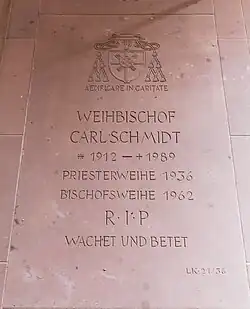 AEDIFICARE IN CARITATE
WEIHBISCHOF
CARL SCHMIDT
* 1912 — + 1989
PRIESTERWEIHE 1936
BISCHOFSWEIHE 1962
R·I·P
WACHET UND BETET
LK·21/36